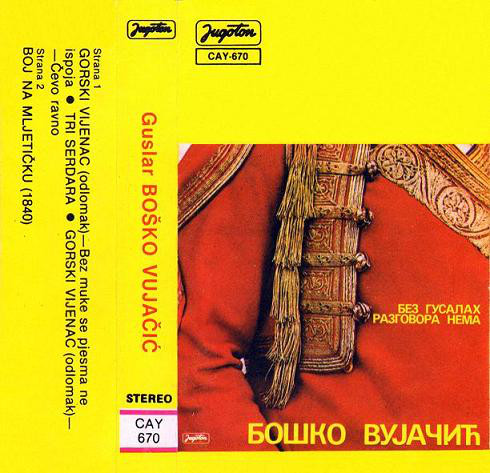 Strana 1
GORSKI VIJENAC (odlomak)—Bez muke se pjesma ne
ispoja ● TRI SERDARA ● GORSKI VIJENAC (odlomak)—
—Čevo ravno
Strana 2
BOJ NA MLJETIČKU (1840)
Jugoton
Guslar BOŠKO VUJAČIĆ
STEREO
CAY
670
Jugoton
CAY-670
БЕЗ ГУСАЛАХ
РАЗГОВОРА НЕМА
Jugoton
БОШКО ВУЈАЧИЋ